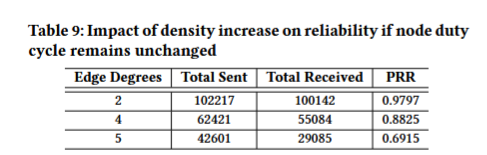 Table 9: Impact of density increase on reliability if node duty
cycle remains unchanged
Edge Degrees Total Sent Total Received PRR
2 102217 100142 0.9797
4 62421 55084 0.8825
5 42601 29085 0.6915